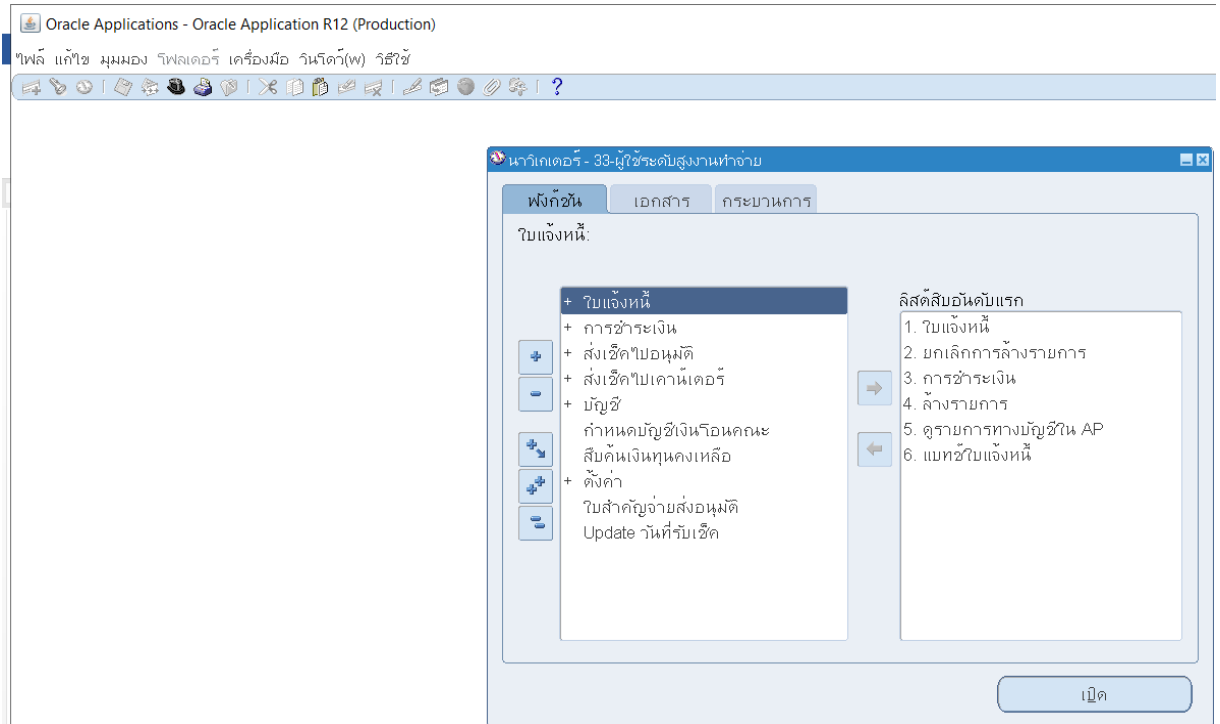 Oracle Applications - Oracle Application R12 (Production)
ไฟล์ แก้ไข มุมมอง โฟลเดอร์ เครื่องมือ วินโดว์(w) วิธีใช้
?
นาวิเกเตอร์ - 33-ผู้ใช้ระดับสูงงานทำจ่าย
ฟังก์ชัน เอกสาร กระบวนการ
ใบแจ้งหนี้:
+ ใบแจ้งหนี้
+ การชำระเงิน
+ ส่งเช็คไปอนุมัติ
+ ส่งเช็คไปเคาน์เตอร์
+ บัญชี
กำหนดบัญชีเงินโอนคณะ
สืบค้นเงินทุนคงเหลือ
+ ตั้งค่า
ใบสำคัญจ่ายส่งอนุมัติ
Update วันที่รับเช็ค
ลิสต์สิบอันดับแรก
1. ใบแจ้งหนี้
2. ยกเลิกการล้างรายการ
3. การชำระเงิน
4. ล้างรายการ
5. ดูรายการทางบัญชีใน AP
6. แบทช์ใบแจ้งหนี้
เปิด